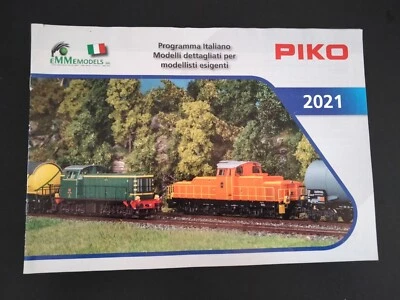 EMMEMODELS
Programma Italiano
Modelli dettagliati per
modellisti esigenti
PIKO
2021